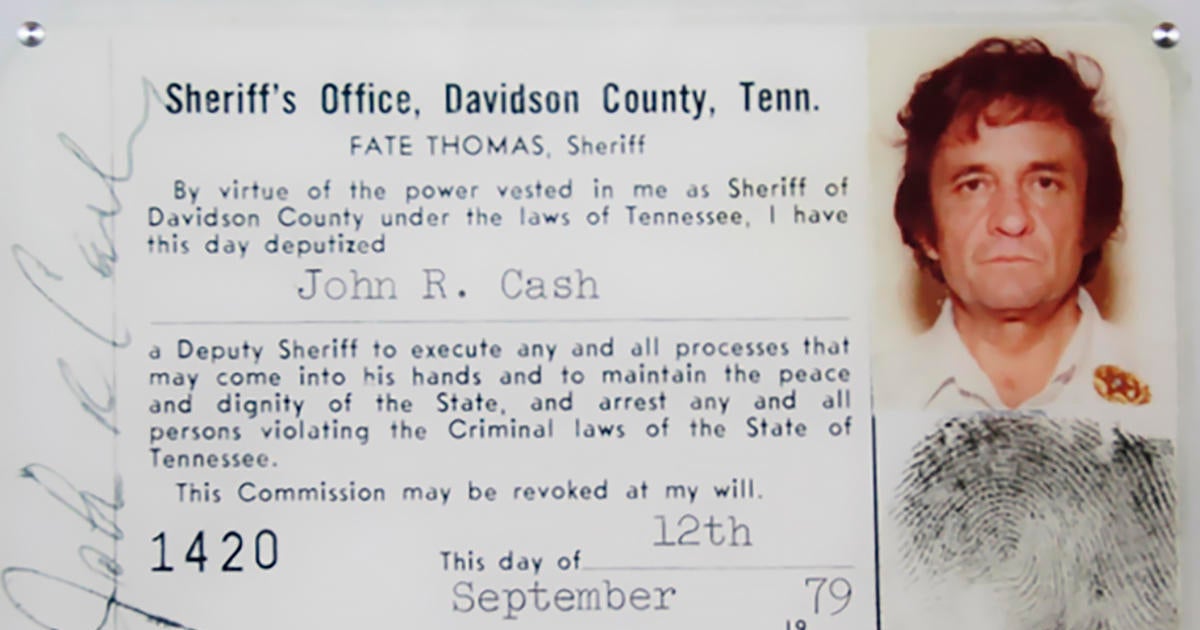 Sheriff's Office, Davidson County, Tenn.
FATE THOMAS, Sheriff
By virtue of the power vested in me as Sheriff of
Davidson County under the laws of Tennessee, I have
this day deputized
John R. Cash
a Deputy Sheriff to execute any and all processes that
may come into his hands and to maintain the peace
and dignity of the State, and arrest any and all
persons violating the Criminal laws of the State of
Tennessee.
This Commission may be revoked at my will.
1420
This day of 12th
September 79
19
John R Cash